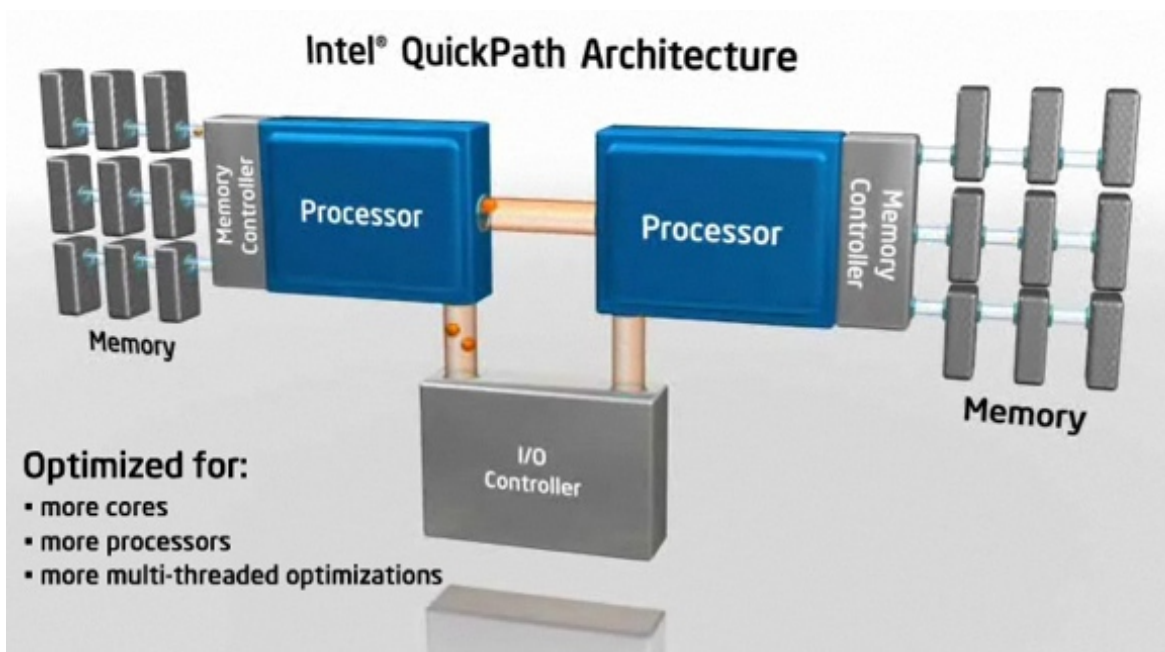 Intel® QuickPath Architecture
Memory
Controller
Processor
Processor
Memory
Controller
Memory
Memory
I/O
Controller
Optimized for:
▪ more cores
▪ more processors
▪ more multi-threaded optimizations